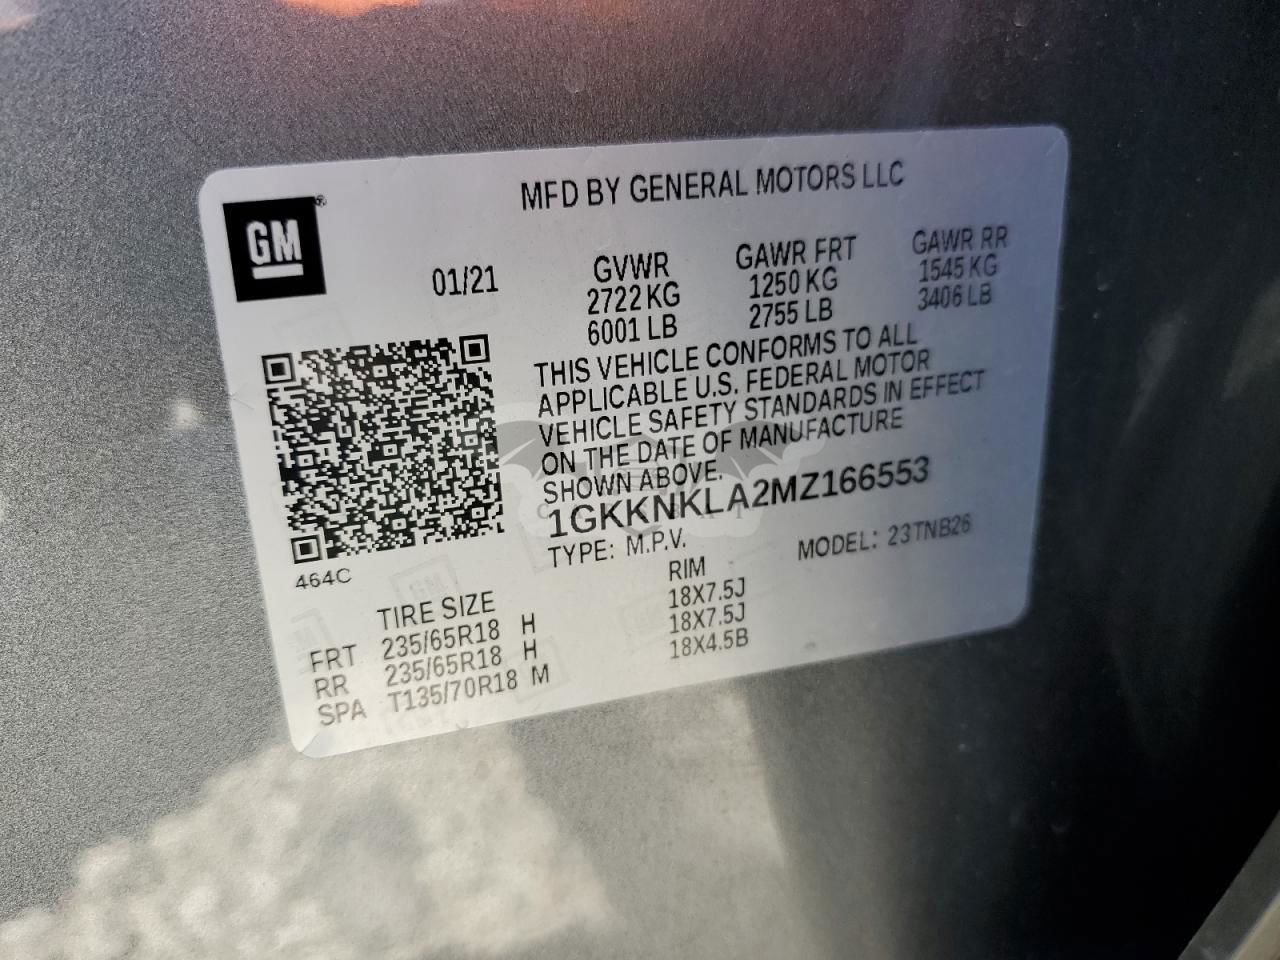 GM®
MFD BY GENERAL MOTORS LLC
01/21
GVWR
2722 KG
6001 LB
GAWR FRT
1250 KG
2755 LB
GAWR RR
1545 KG
3406 LB
THIS VEHICLE CONFORMS TO ALL
APPLICABLE U.S. FEDERAL MOTOR
VEHICLE SAFETY STANDARDS IN EFFECT
ON THE DATE OF MANUFACTURE
SHOWN ABOVE.
1GKKNKLA2MZ166553
TYPE: M.P.V.
MODEL: 23TNB26
464C
TIRE SIZE RIM
FRT 235/65R18 H 18X7.5J
RR 235/65R18 H 18X7.5J
SPA T135/70R18 M 18X4.5B